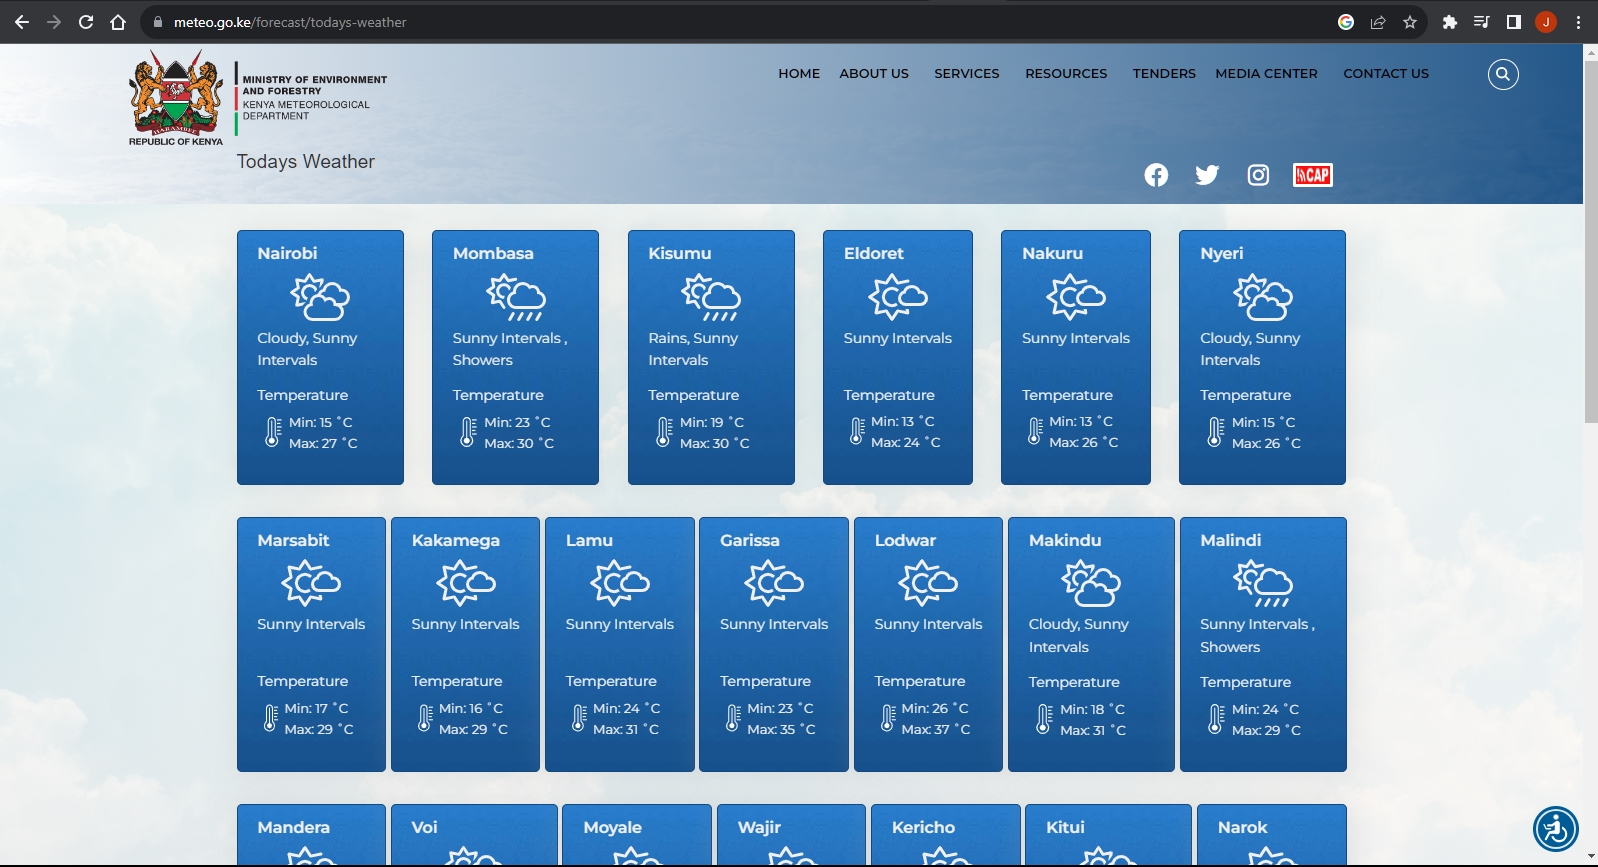 meteo.go.ke/forecast/todays-weather
J
MINISTRY OF ENVIRONMENT
AND FORESTRY
KENYA METEOROLOGICAL
DEPARTMENT
HARAMBEE
REPUBLIC OF KENYA
HOME ABOUT US SERVICES RESOURCES TENDERS MEDIA CENTER CONTACT US
Todays Weather
CAP
Nairobi
Cloudy, Sunny
Intervals
Temperature
Min: 15 ˚C
Max: 27 ˚C
Mombasa
Sunny Intervals ,
Showers
Temperature
Min: 23 ˚C
Max: 30 ˚C
Kisumu
Rains, Sunny
Intervals
Temperature
Min: 19 ˚C
Max: 30 ˚C
Eldoret
Sunny Intervals
Temperature
Min: 13 ˚C
Max: 24 ˚C
Nakuru
Sunny Intervals
Temperature
Min: 13 ˚C
Max: 26 ˚C
Nyeri
Cloudy, Sunny
Intervals
Temperature
Min: 15 ˚C
Max: 26 ˚C
Marsabit
Sunny Intervals
Temperature
Min: 17 ˚C
Max: 29 ˚C
Kakamega
Sunny Intervals
Temperature
Min: 16 ˚C
Max: 29 ˚C
Lamu
Sunny Intervals
Temperature
Min: 24 ˚C
Max: 31 ˚C
Garissa
Sunny Intervals
Temperature
Min: 23 ˚C
Max: 35 ˚C
Lodwar
Sunny Intervals
Temperature
Min: 26 ˚C
Max: 37 ˚C
Makindu
Cloudy, Sunny
Intervals
Temperature
Min: 18 ˚C
Max: 31 ˚C
Malindi
Sunny Intervals ,
Showers
Temperature
Min: 24 ˚C
Max: 29 ˚C
Mandera
Voi
Moyale
Wajir
Kericho
Kitui
Narok